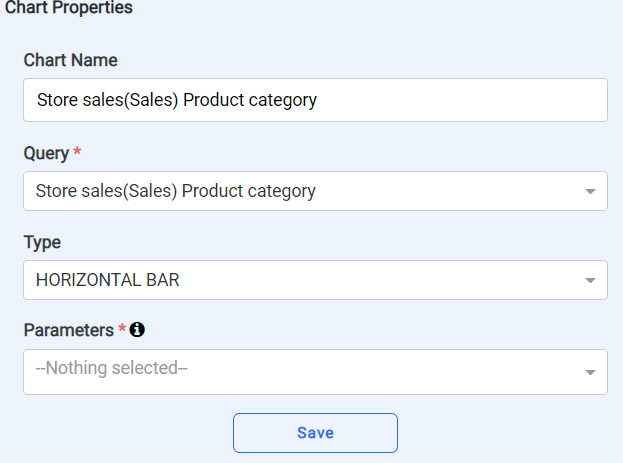 Chart Properties
Chart Name
Store sales(Sales) Product category
Query *
Store sales(Sales) Product category
Type
HORIZONTAL BAR
Parameters *
--Nothing selected--
Save